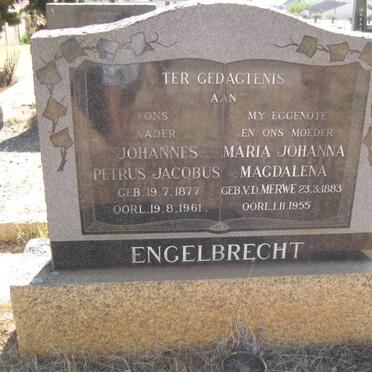 TER GEDAGTENIS
AAN
ONS
VADER
JOHANNES
PETRUS JACOBUS
GEB. 19.7.1877
OORL. 19.8.1961.
MY EGGENOTE
EN ONS MOEDER
MARIA JOHANNA
MAGDALENA
GEB. V.D. MERWE 23.3.1883
OORL. 1.11.1955.
ENGELBRECHT